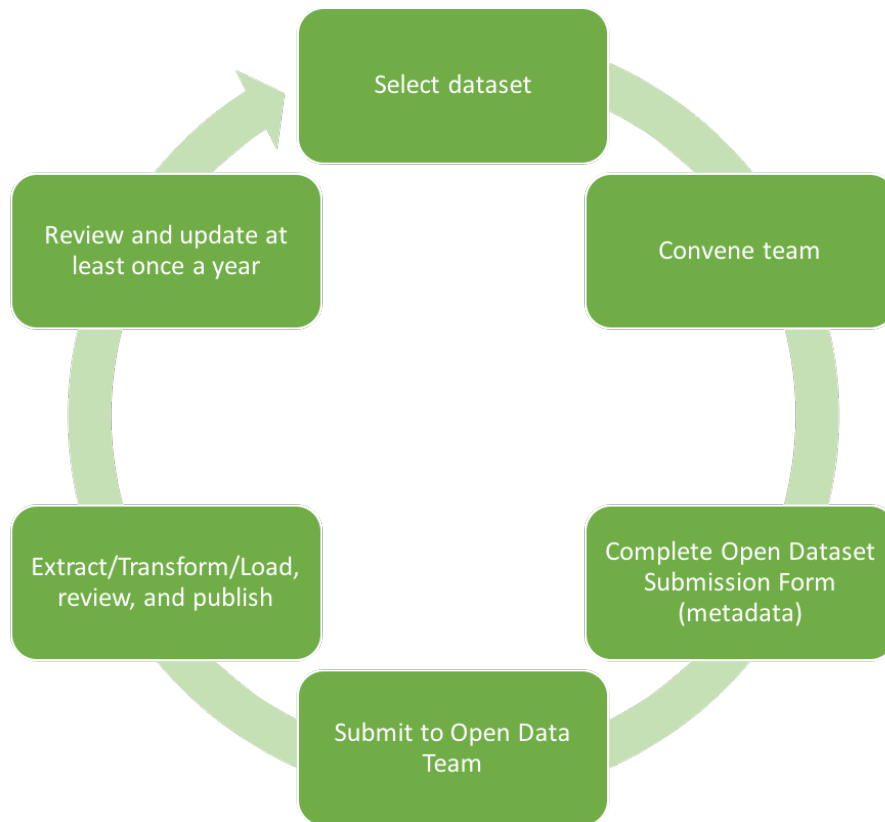 Select dataset
Convene team
Complete Open Dataset
Submission Form
(metadata)
Submit to Open Data
Team
Extract/Transform/Load,
review, and publish
Review and update at
least once a year